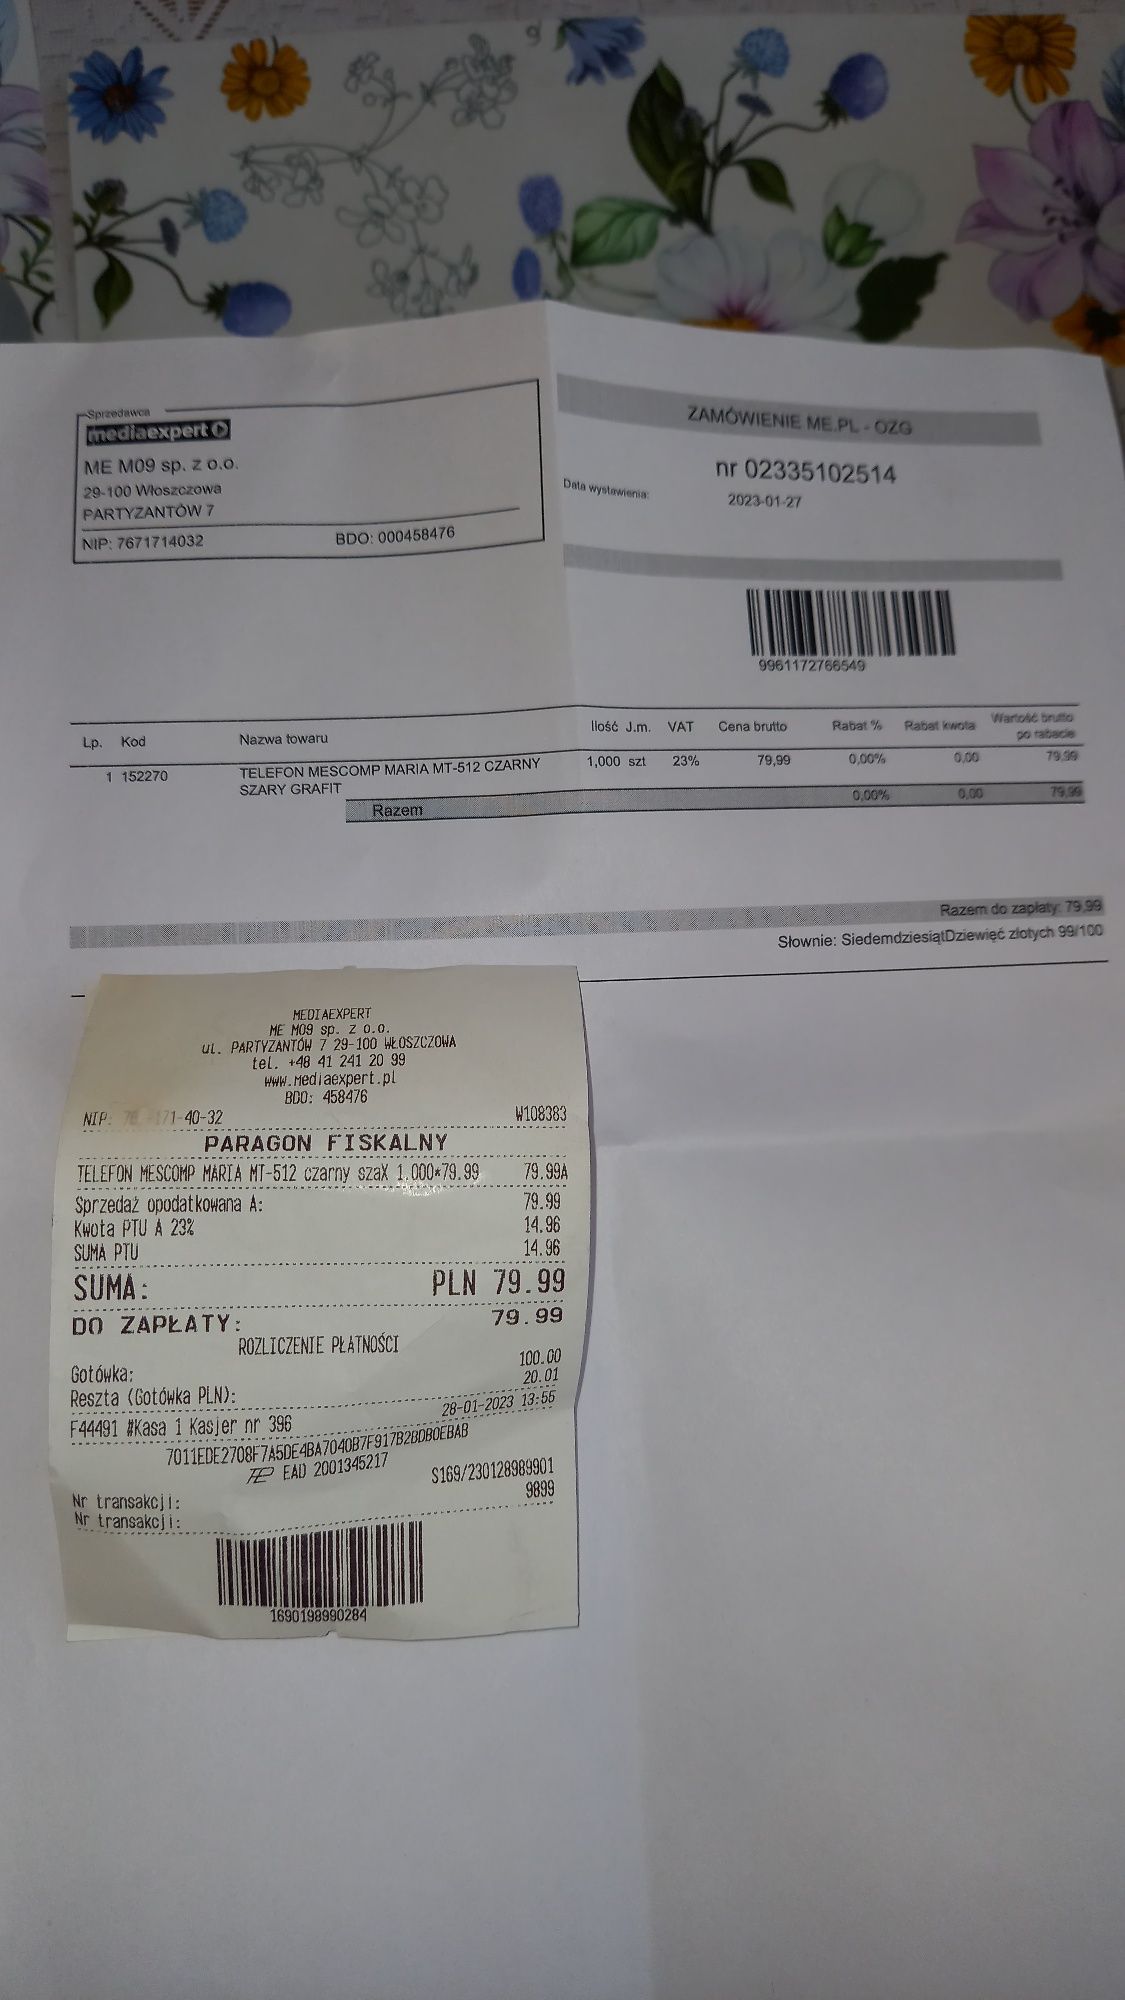 Sprzedawca
mediaexpert
ME M09 sp. z o.o.
29-100 Włoszczowa
PARTYZANTÓW 7
NIP: 7671714032 BDO: 000458476
ZAMÓWIENIE ME.PL - OZG
nr 02335102514
Data wystawienia: 2023-01-27
9961172766549
Lp. Kod Nazwa towaru Ilość J.m. VAT Cena brutto Rabat % Rabat kwota Wartość brutto po rabacie
1 152270 TELEFON MESCOMP MARIA MT-512 CZARNY 1,000 szt 23% 79,99 0,00% 0,00 79,99
SZARY GRAFIT
Razem 0,00% 0,00 79,99
Razem do zapłaty: 79,99
Słownie: SiedemdziesiątDziewięć złotych 99/100
MEDIAEXPERT
ME M09 sp. z o.o.
ul. PARTYZANTÓW 7 29-100 WŁOSZCZOWA
tel. +48 41 241 20 99
www.mediaexpert.pl
BDO: 458476
NIP: 76 -171-40-32 W108383
PARAGON FISKALNY
TELEFON MESCOMP MARIA MT-512 czarny szaX 1.000*79.99 79.99A
Sprzedaż opodatkowana A: 79.99
Kwota PTU A 23% 14.96
SUMA PTU 14.96
SUMA: PLN 79.99
DO ZAPŁATY: 79.99
ROZLICZENIE PŁATNOŚCI
Gotówka: 100.00
Reszta (Gotówka PLN): 20.01
F44491 #Kasa 1 Kasjer nr 396 28-01-2023 13:55
7011EDE2708F7A5DE4BA7040B7F917B2BDB0EBAB
EAD 2001345217
Nr transakcji: S169/230128989901
Nr transakcji: 9899
1690198990284